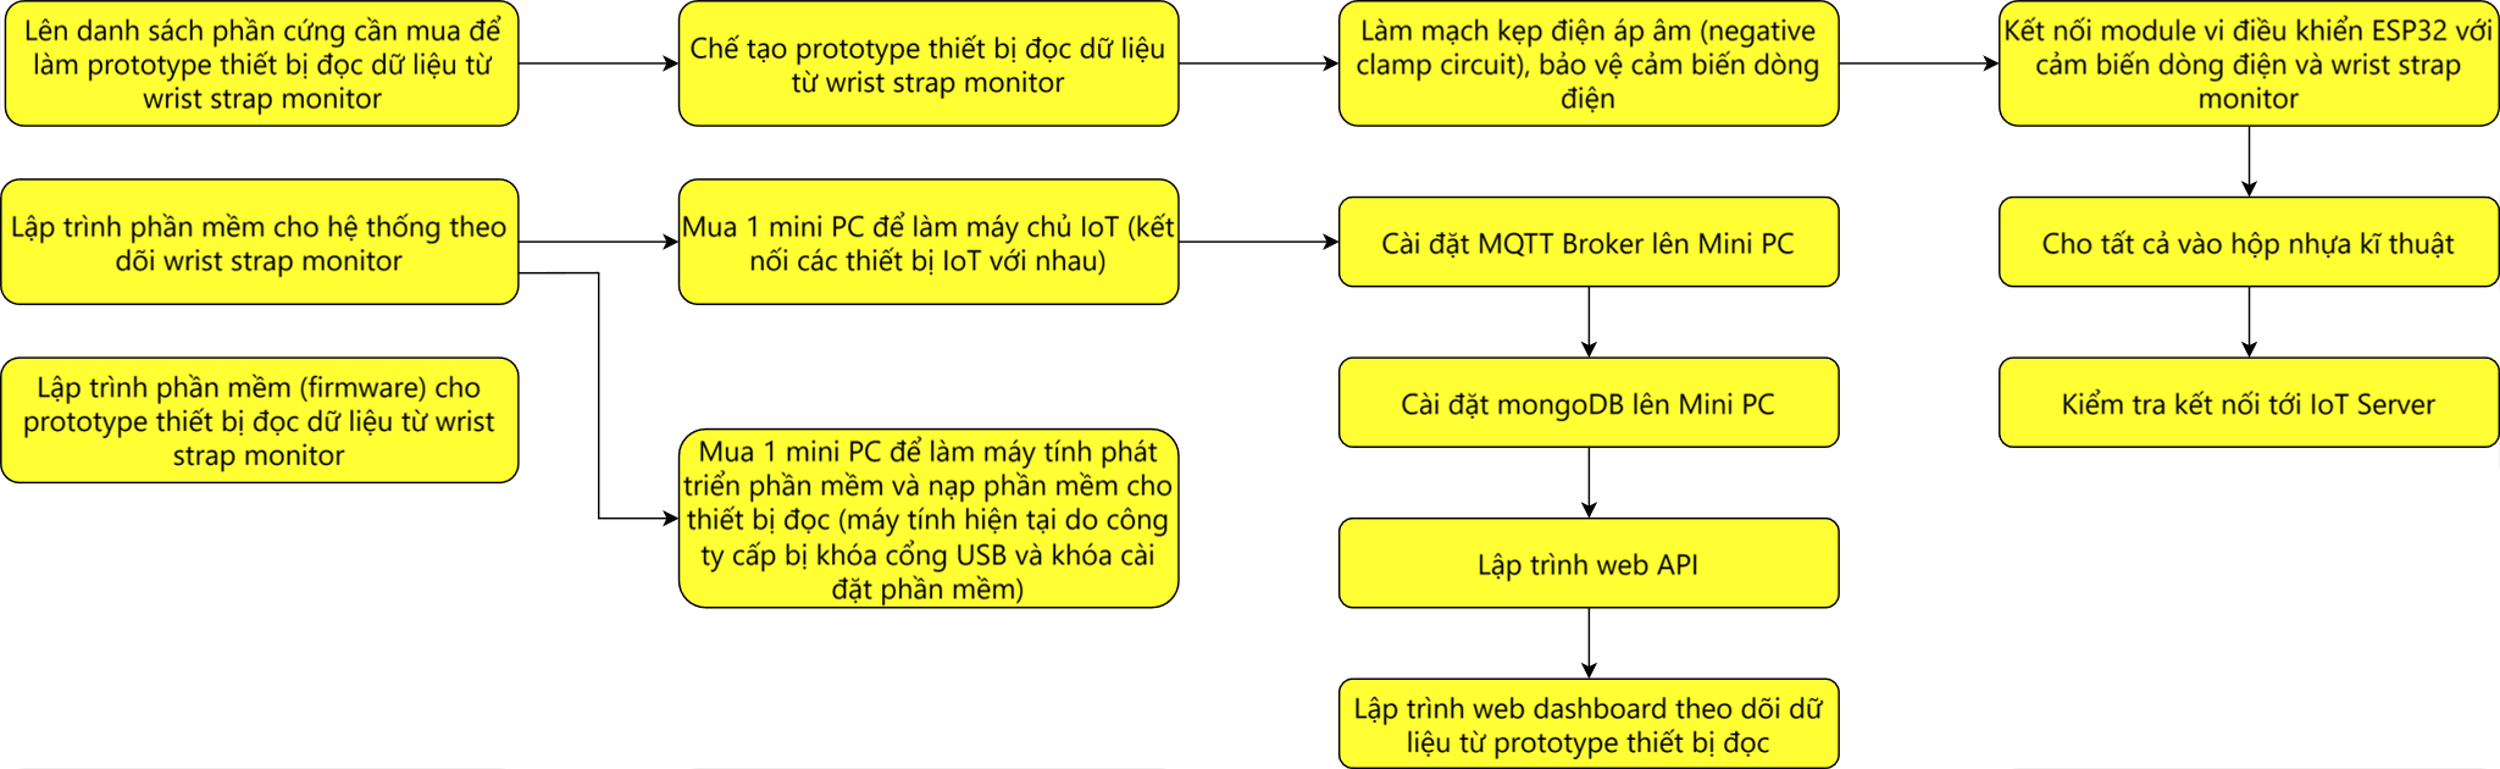 Lên danh sách phần cứng cần mua để
làm prototype thiết bị đọc dữ liệu từ
wrist strap monitor
Chế tạo prototype thiết bị đọc dữ liệu
từ wrist strap monitor
Làm mạch kẹp điện áp âm (negative
clamp circuit), bảo vệ cảm biến dòng
điện
Kết nối module vi điều khiển ESP32 với
cảm biến dòng điện và wrist strap
monitor
Lập trình phần mềm cho hệ thống theo
dõi wrist strap monitor
Mua 1 mini PC để làm máy chủ IoT (kết
nối các thiết bị IoT với nhau)
Cài đặt MQTT Broker lên Mini PC
Cho tất cả vào hộp nhựa kĩ thuật
Lập trình phần mềm (firmware) cho
prototype thiết bị đọc dữ liệu từ wrist
strap monitor
Cài đặt mongoDB lên Mini PC
Kiểm tra kết nối tới IoT Server
Mua 1 mini PC để làm máy tính phát
triển phần mềm và nạp phần mềm cho
thiết bị đọc (máy tính hiện tại do công
ty cấp bị khóa cổng USB và khóa cài
đặt phần mềm)
Lập trình web API
Lập trình web dashboard theo dõi dữ
liệu từ prototype thiết bị đọc